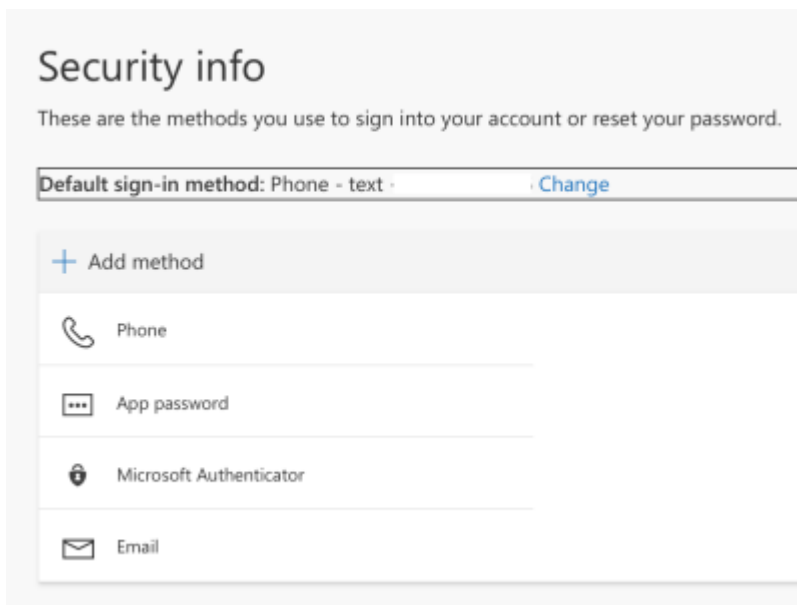 Security info
These are the methods you use to sign into your account or reset your password.
Default sign-in method: Phone - text - Change
Add method
Phone
App password
Microsoft Authenticator
Email